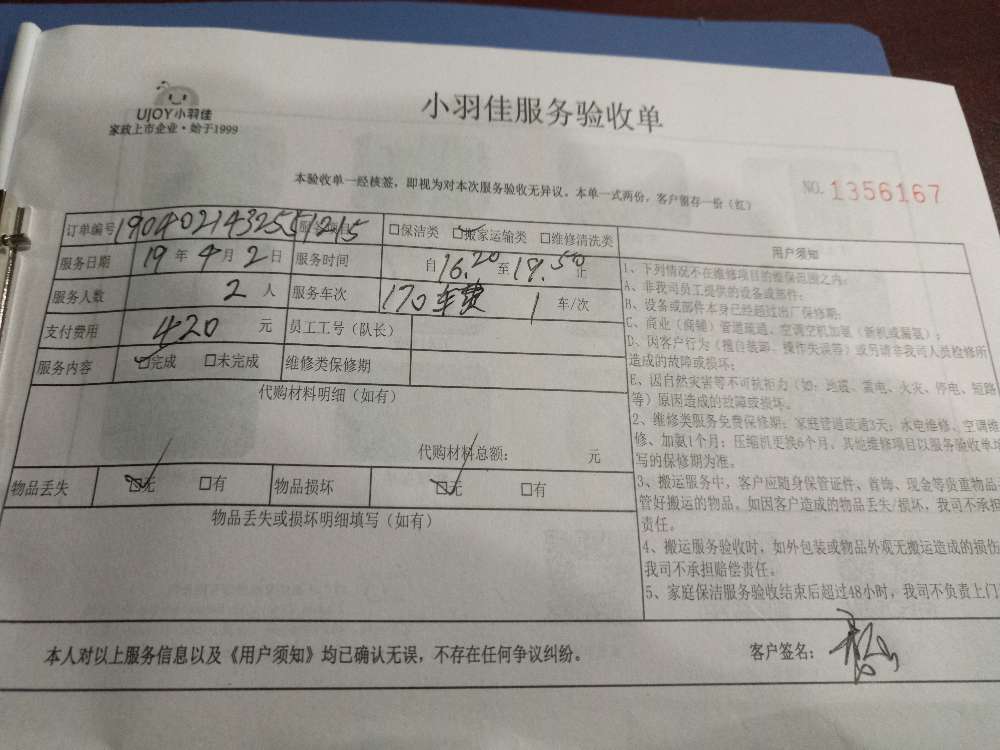 UJOY小羽佳
家政上市企业·始于1999
小羽佳服务验收单
本验收单一经核签，即视为对本次服务验收无异议。本单一式两份，客户留存一份（红）
NO. 1356167
订单编号 服务项目 □保洁类 □搬家运输类 □维修清洗类
服务日期 19 年 4 月 2 日 服务时间 自 16.20 至 19.50 止
服务人数 2 人 服务车次 170车费 1 车/次
支付费用 420 元 员工工号（队长）
服务内容 □完成 □未完成 维修类保修期
代购材料明细（如有）
代购材料总额： 元
物品丢失 □无 □有 物品损坏 □无 □有
物品丢失或损坏明细填写（如有）
用户须知
1、下列情况不在维修项目的维保范围之内：
A、非我司员工提供的设备或部件；
B、设备或部件本身已经超过出厂保修期；
C、商业（商铺）管道疏通、空调空机加氨（新机或漏氨）；
D、因客户行为（擅自装卸、操作失误等）或另请非我司人员检修所
造成的故障或损坏；
E、因自然灾害等不可抗拒力（如：地震、雷电、火灾、停电、短路
等）原因造成的故障或损坏。
2、维修类服务免费保修期：家庭管道疏通3天；水电维修、空调维
修、加氨1个月；压缩机更换6个月，其他维修项目以服务验收单
写的保修期为准。
3、搬运服务中，客户应随身保管证件、首饰、现金等贵重物品
管好搬运的物品。如因客户造成的物品丢失/损坏，我司不承担
责任。
4、搬运服务验收时，如外包装或物品外观无搬运造成的损伤
我司不承担赔偿责任。
5、家庭保洁服务验收结束后超过48小时，我司不负责上门
本人对以上服务信息以及《用户须知》均已确认无误，不存在任何争议纠纷。
客户签名：